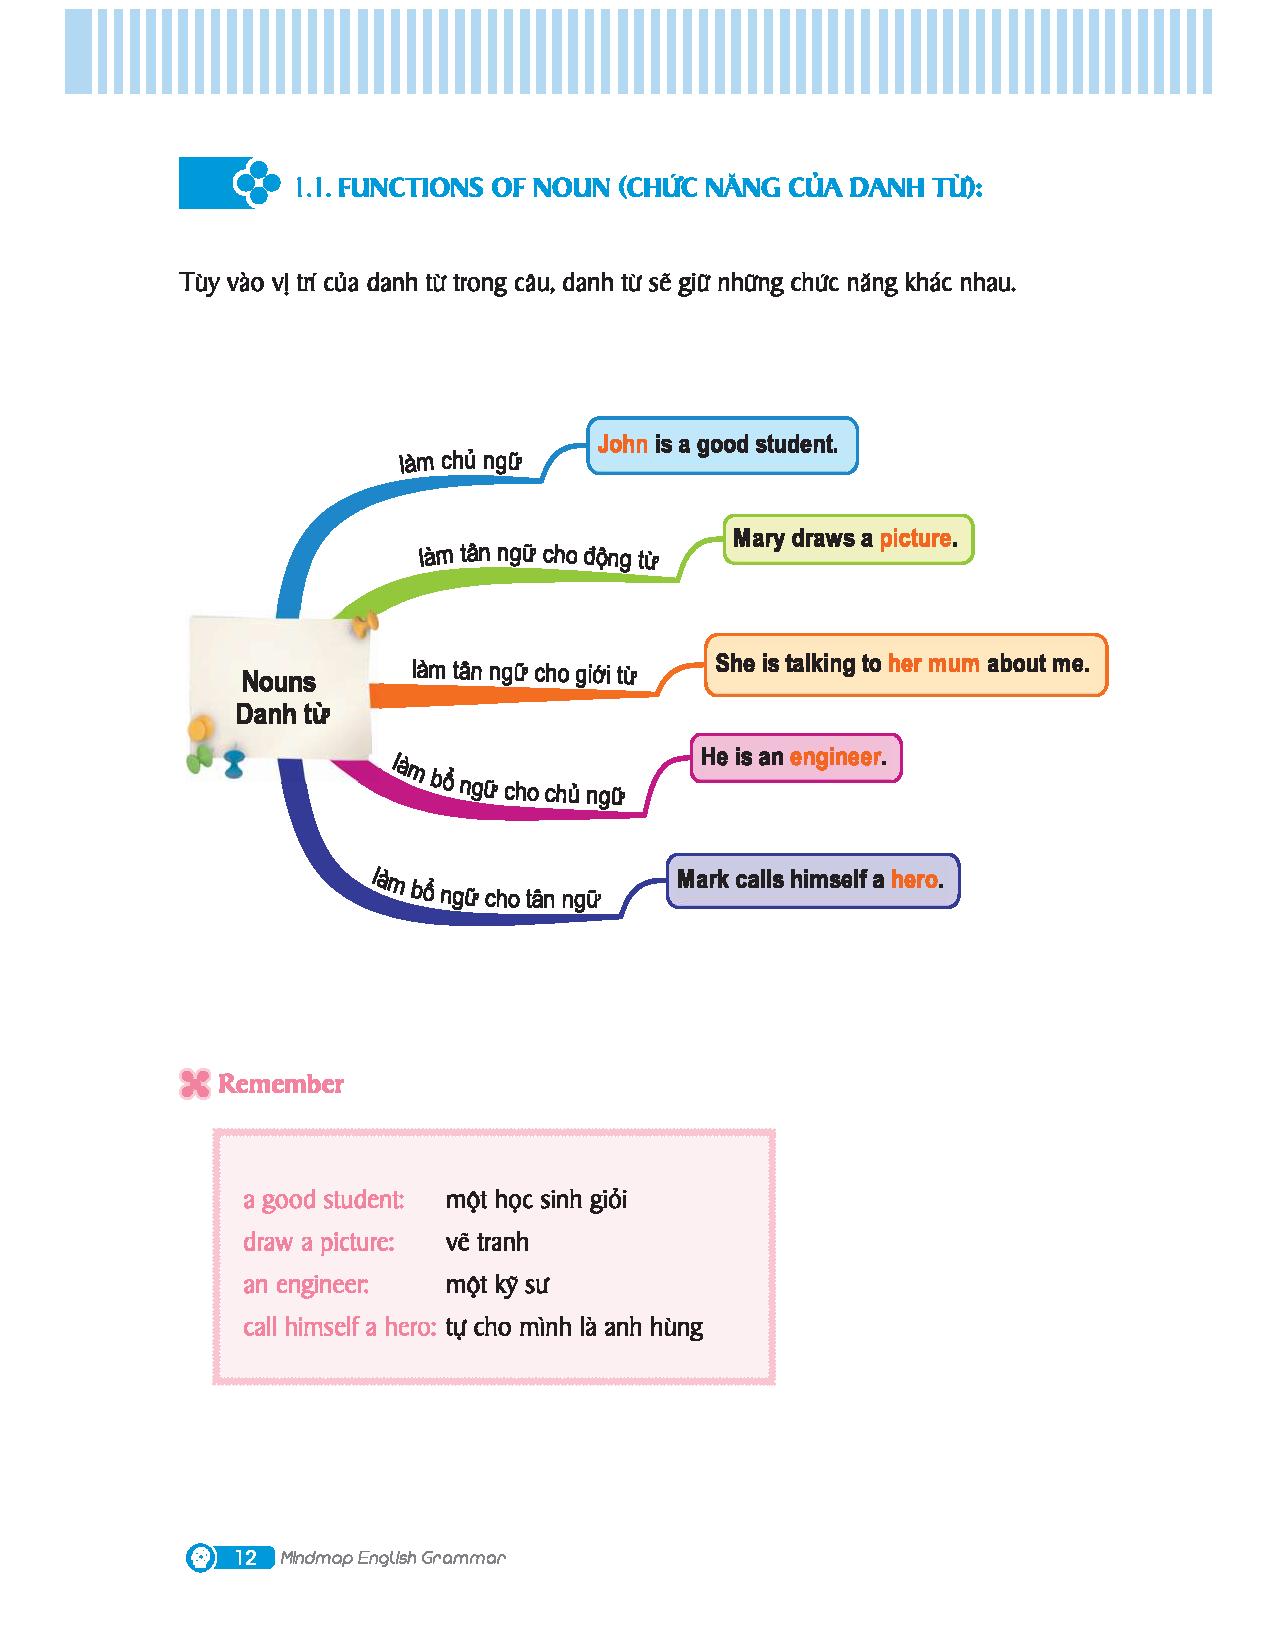 1.1. FUNCTIONS OF NOUN (CHỨC NĂNG CỦA DANH TỪ):
Tùy vào vị trí của danh từ trong câu, danh từ sẽ giữ những chức năng khác nhau.
làm chủ ngữ
John is a good student.
làm tân ngữ cho động từ
Mary draws a picture.
làm tân ngữ cho giới từ
She is talking to her mum about me.
Nouns
Danh từ
làm bổ ngữ cho chủ ngữ
He is an engineer.
làm bổ ngữ cho tân ngữ
Mark calls himself a hero.
Remember
a good student: một học sinh giỏi
draw a picture: vẽ tranh
an engineer: một kỹ sư
call himself a hero: tự cho mình là anh hùng
12 Mindmap English Grammar